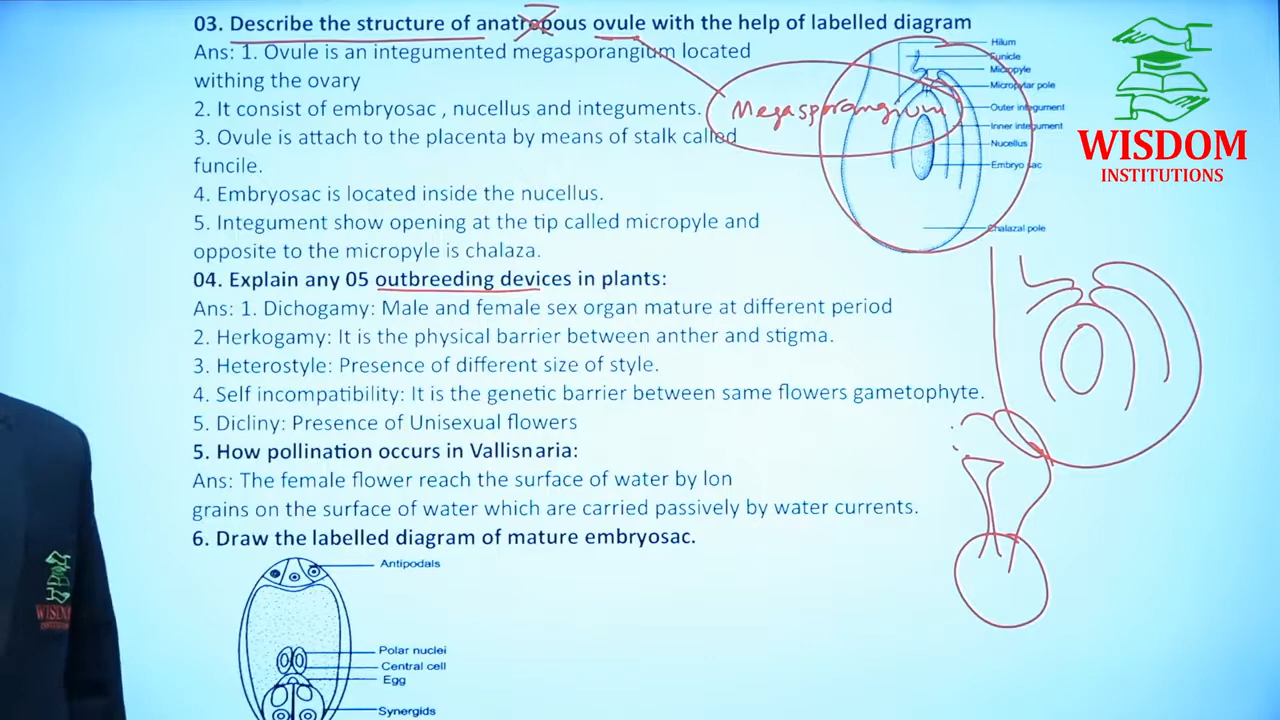 03. Describe the structure of anatropous ovule with the help of labelled diagram
Ans: 1. Ovule is an integumented megasporangium located
withing the ovary
2. It consist of embryosac , nucellus and integuments.
3. Ovule is attach to the placenta by means of stalk called
funcile.
4. Embryosac is located inside the nucellus.
5. Integument show opening at the tip called micropyle and
opposite to the micropyle is chalaza.
Megasporangium
Hilum
Funicle
Micropyle
Micropylar pole
Outer integument
Inner integument
Nucellus
Embryo sac
Chalazal pole
WISDOM
INSTITUTIONS
04. Explain any 05 outbreeding devices in plants:
Ans: 1. Dichogamy: Male and female sex organ mature at different period
2. Herkogamy: It is the physical barrier between anther and stigma.
3. Heterostyle: Presence of different size of style.
4. Self incompatibility: It is the genetic barrier between same flowers gametophyte.
5. Dicliny: Presence of Unisexual flowers
5. How pollination occurs in Vallisnaria:
Ans: The female flower reach the surface of water by lon
grains on the surface of water which are carried passively by water currents.
6. Draw the labelled diagram of mature embryosac.
Antipodals
Polar nuclei
Central cell
Egg
Synergids
WISDOM